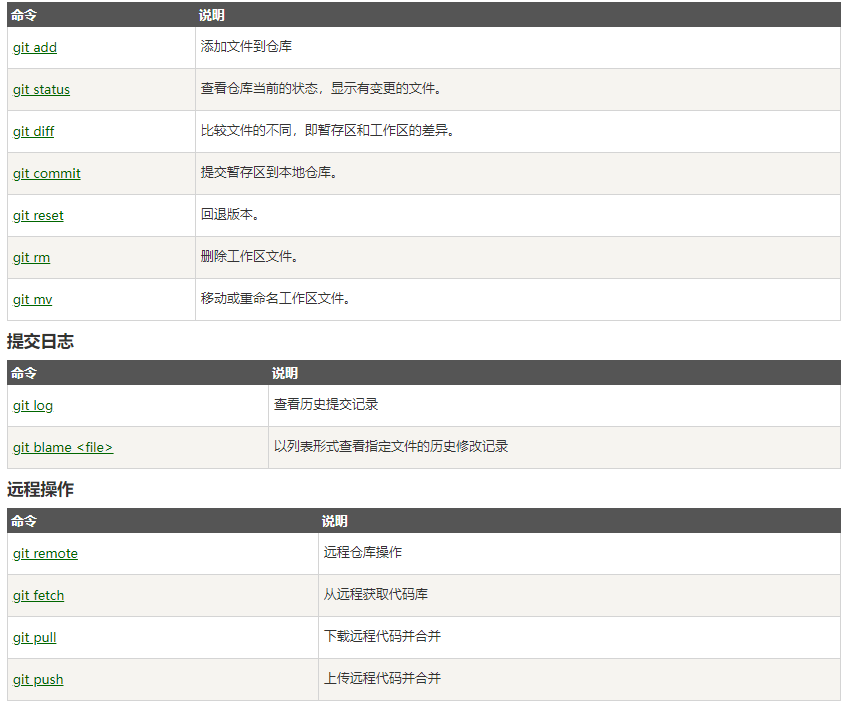 命令 说明
git add 添加文件到仓库
git status 查看仓库当前的状态，显示有变更的文件。
git diff 比较文件的不同，即暂存区和工作区的差异。
git commit 提交暂存区到本地仓库。
git reset 回退版本。
git rm 删除工作区文件。
git mv 移动或重命名工作区文件。
提交日志
命令 说明
git log 查看历史提交记录
git blame <file> 以列表形式查看指定文件的历史修改记录
远程操作
命令 说明
git remote 远程仓库操作
git fetch 从远程获取代码库
git pull 下载远程代码并合并
git push 上传远程代码并合并